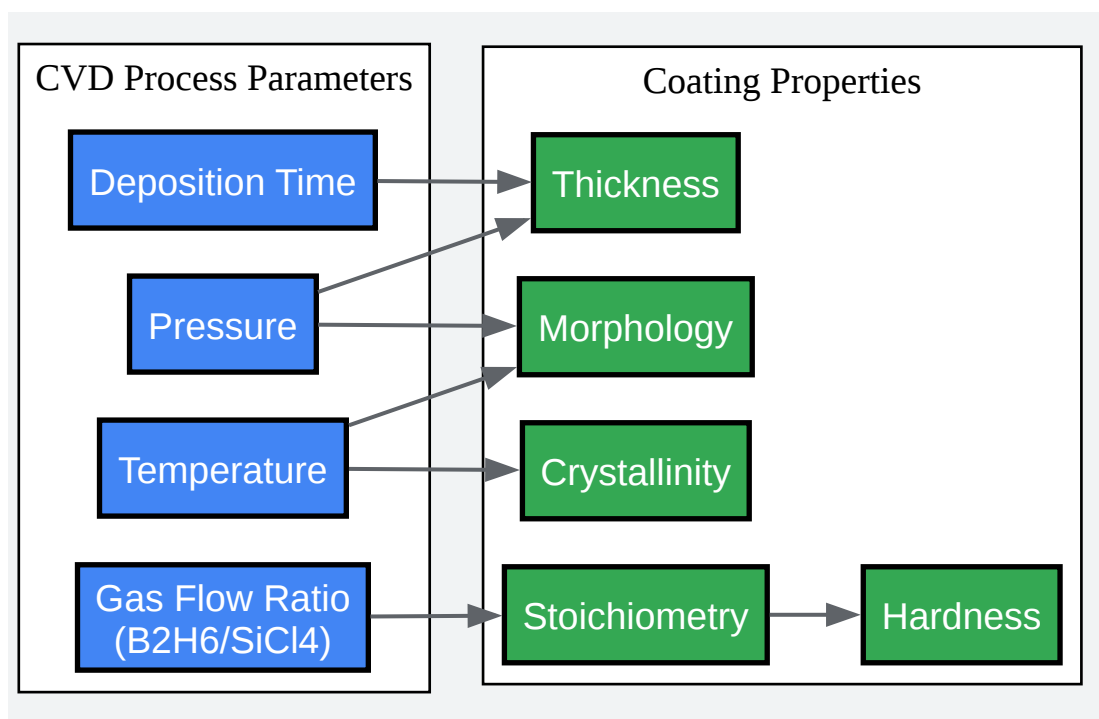 CVD Process Parameters
Deposition Time
Pressure
Temperature
Gas Flow Ratio
(B2H6/SiCl4)
Coating Properties
Thickness
Morphology
Crystallinity
Stoichiometry
Hardness